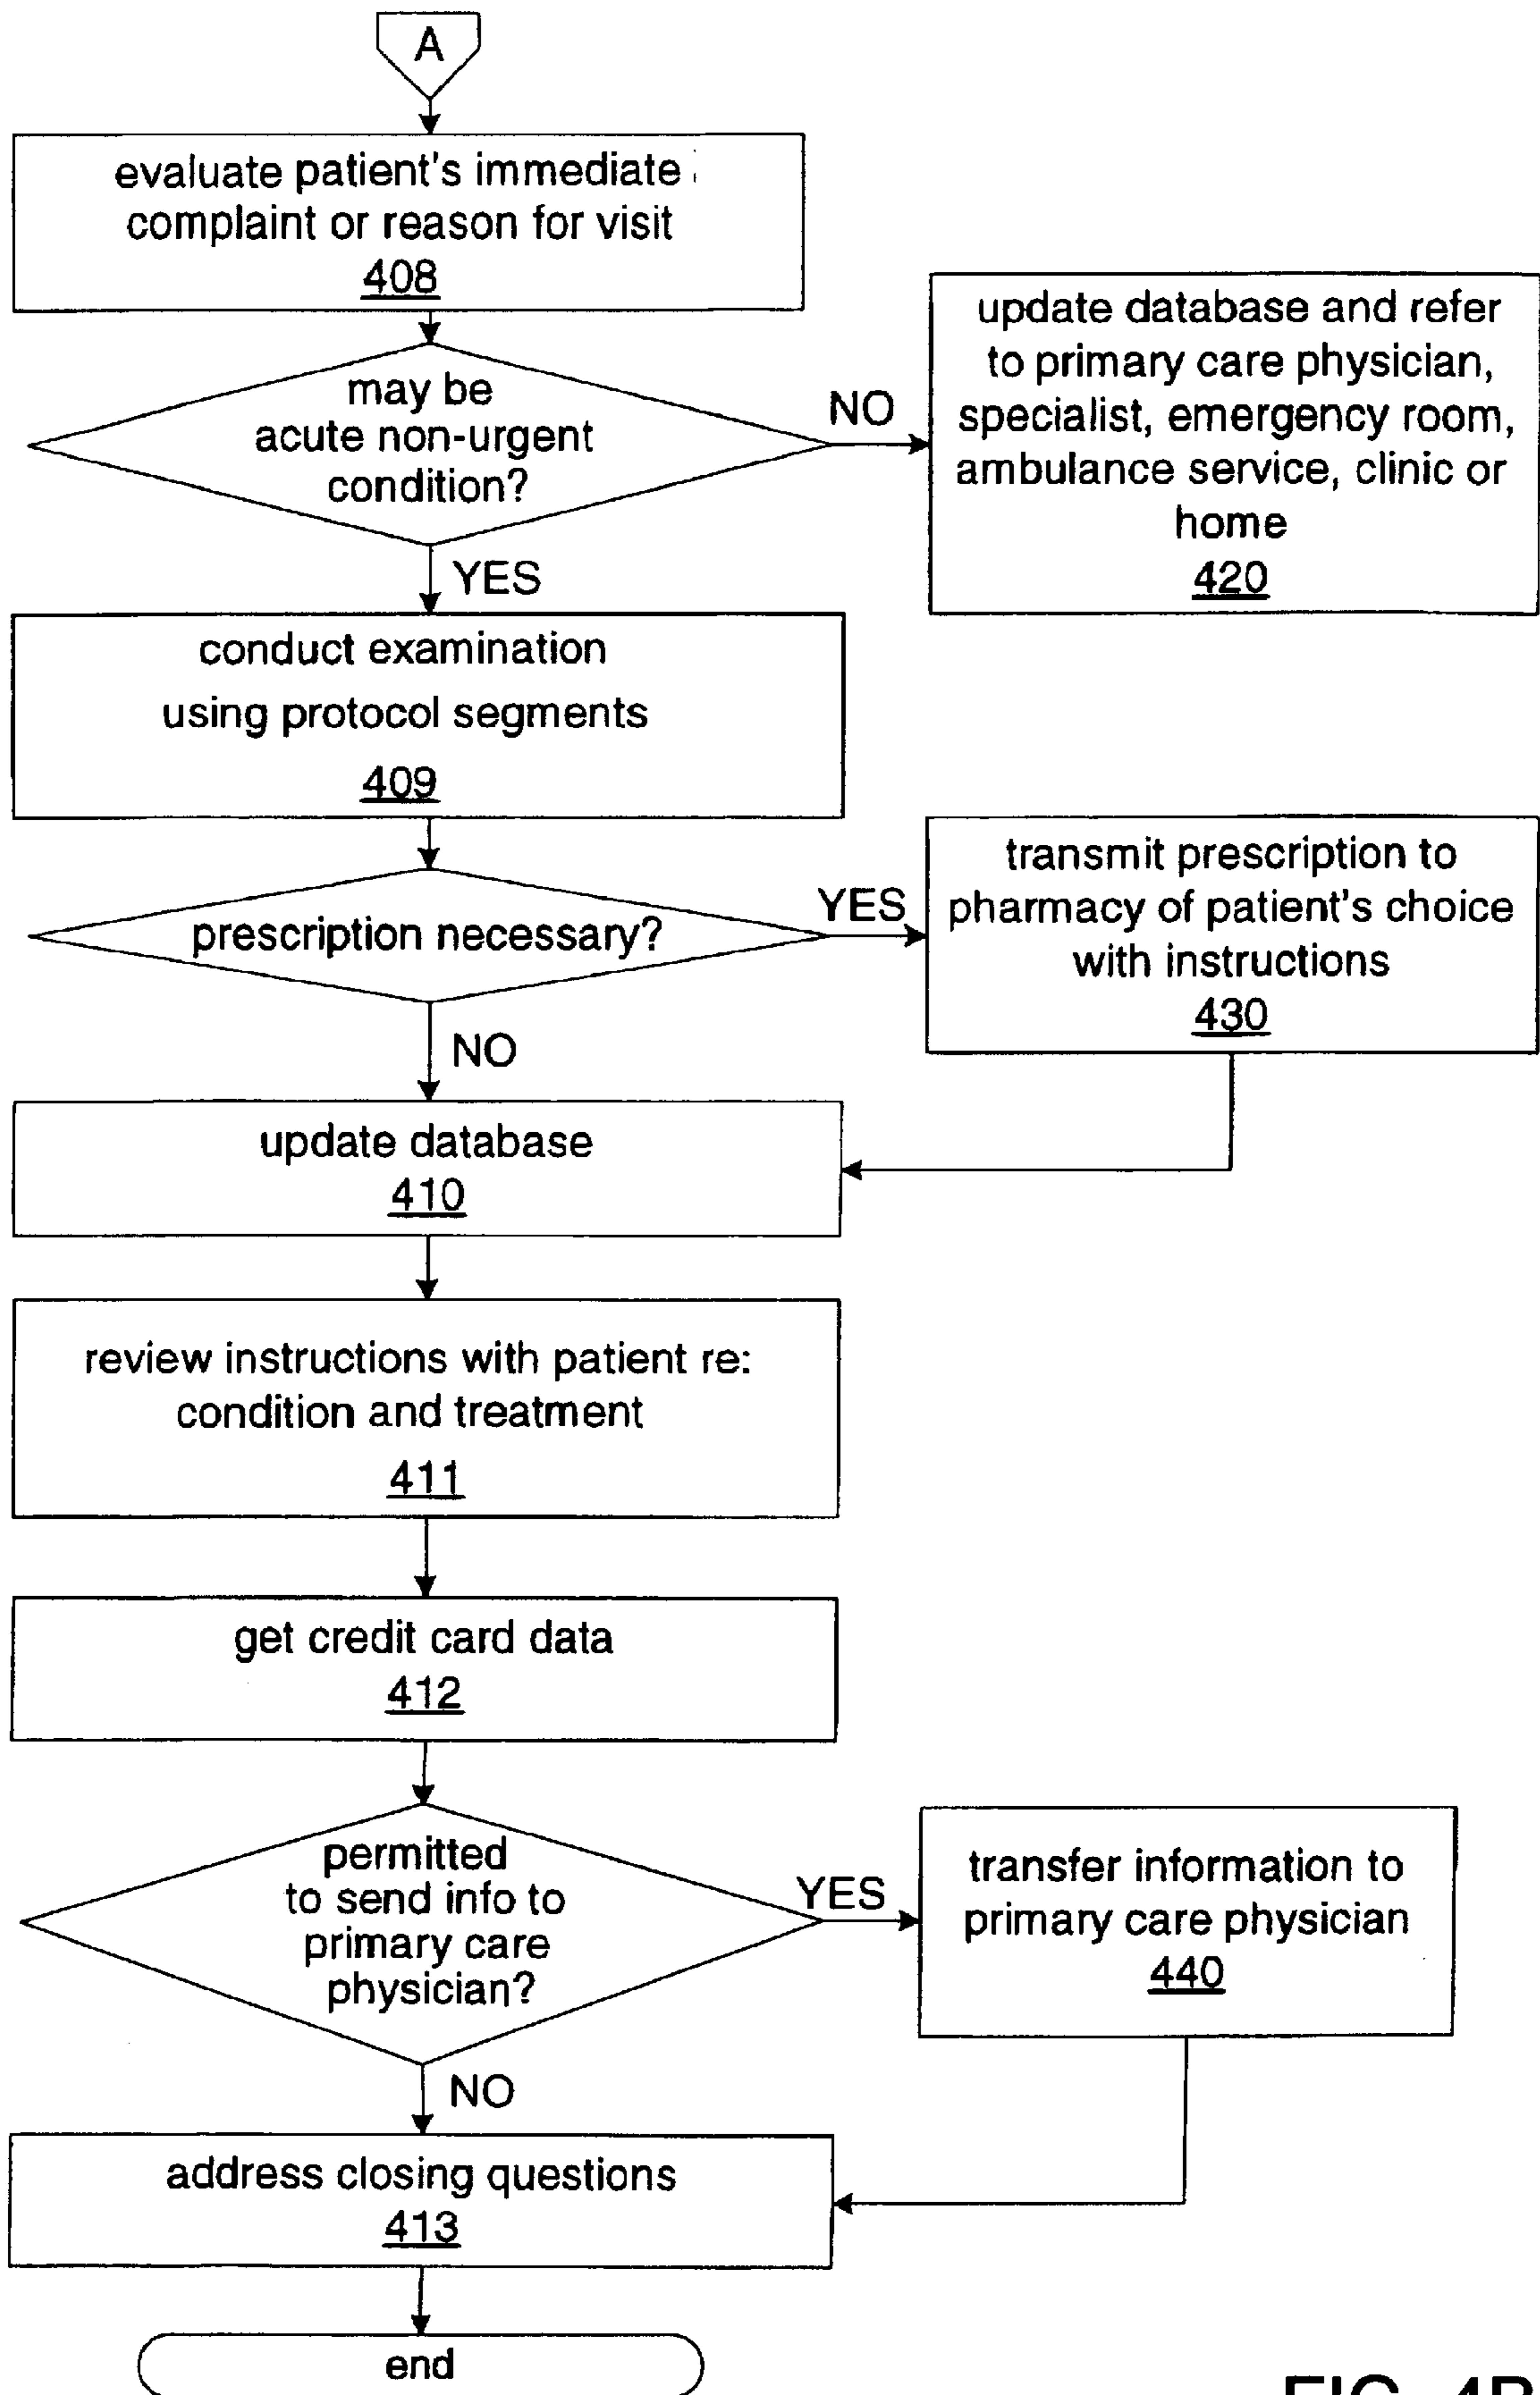 A
evaluate patient's immediate
complaint or reason for visit
408
may be
acute non-urgent
condition?
NO
update database and refer
to primary care physician,
specialist, emergency room,
ambulance service, clinic or
home
420
YES
conduct examination
using protocol segments
409
prescription necessary?
YES
transmit prescription to
pharmacy of patient's choice
with instructions
430
NO
update database
410
review instructions with patient re:
condition and treatment
411
get credit card data
412
permitted
to send info to
primary care
physician?
YES
transfer information to
primary care physician
440
NO
address closing questions
413
end
FIG. 4B